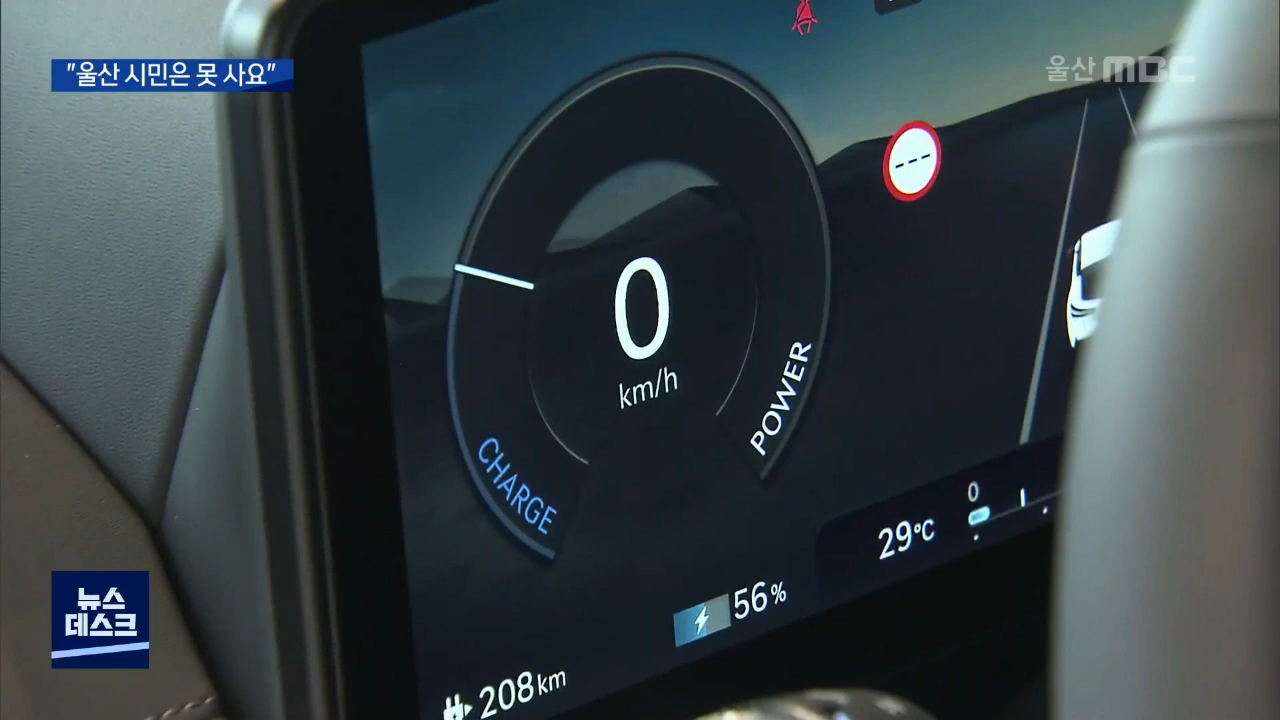 "울산 시민은 못 사요"
울산 MBC
0
km/h
POWER
CHARGE
0
29°C
56%
208km
뉴스
데스크